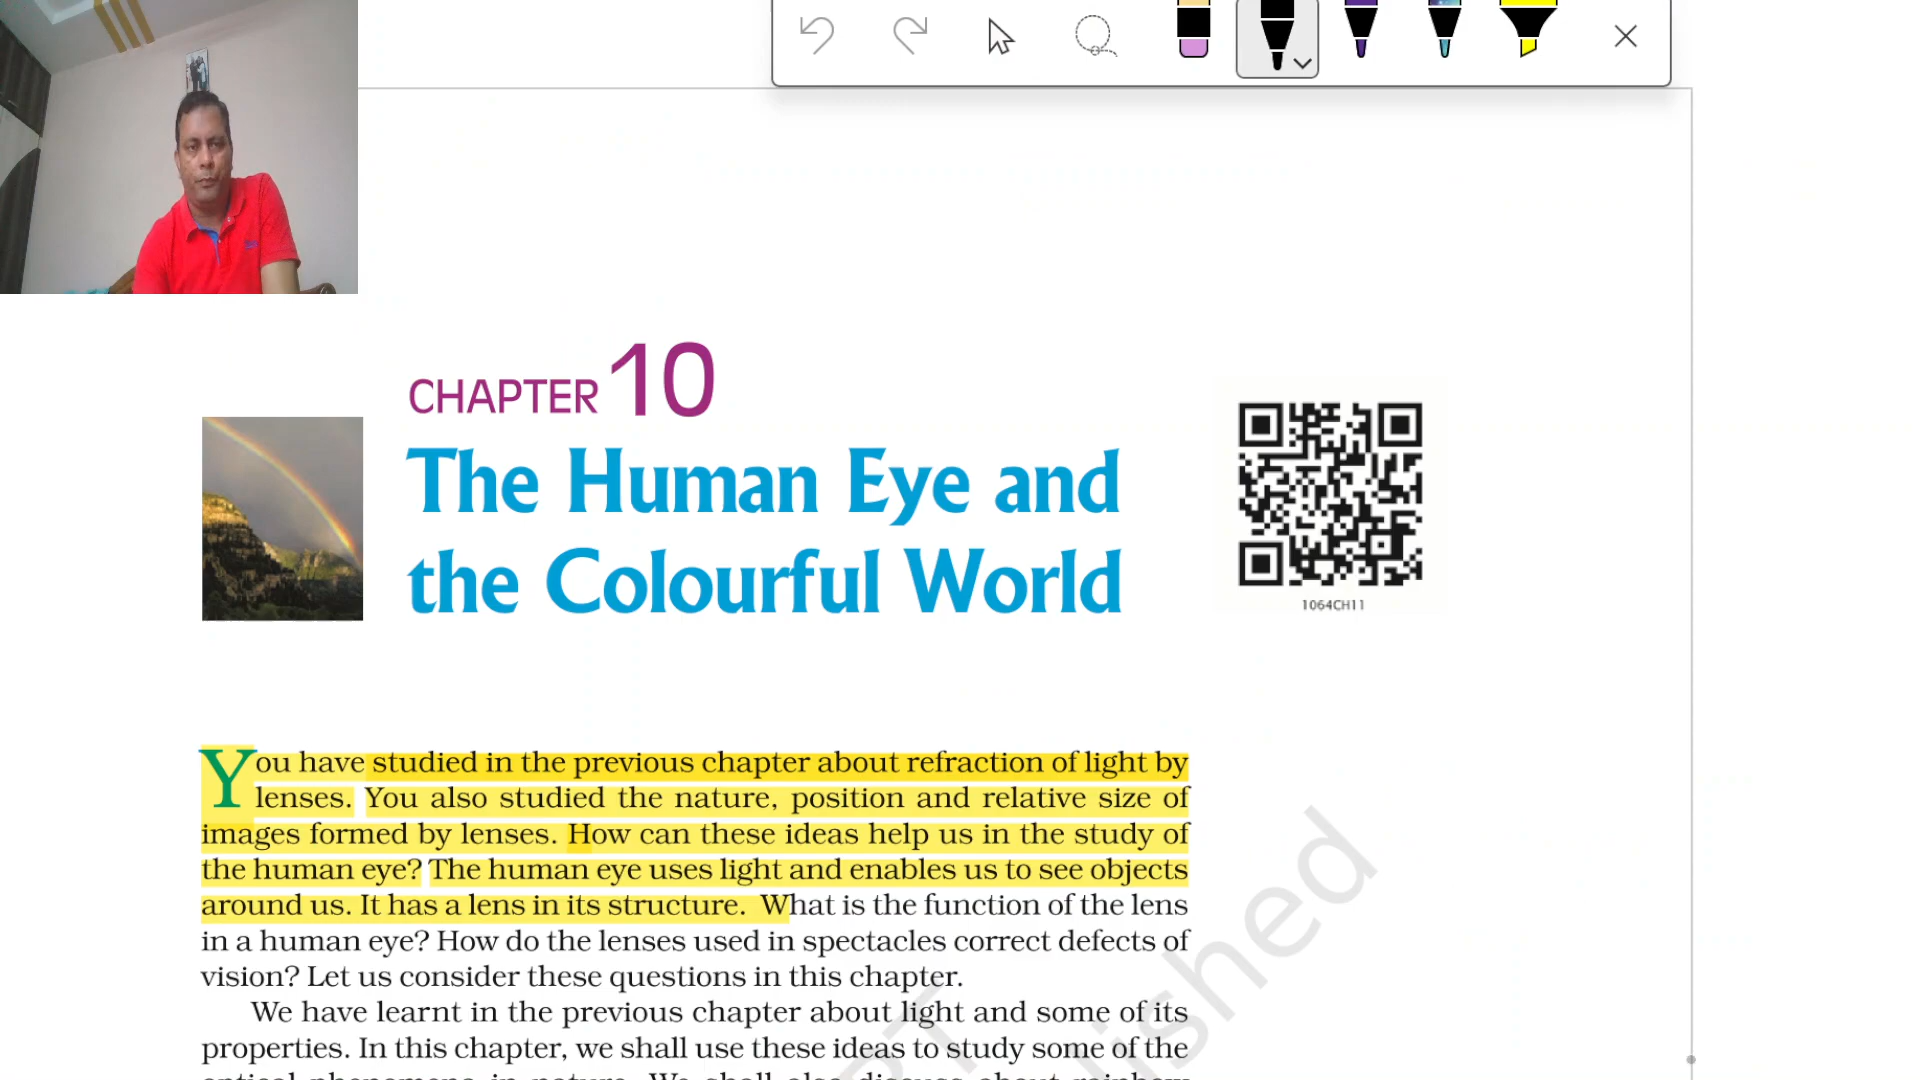 CHAPTER 10
The Human Eye and
the Colourful World
1064CH11
You have studied in the previous chapter about refraction of light by
lenses. You also studied the nature, position and relative size of
images formed by lenses. How can these ideas help us in the study of
the human eye? The human eye uses light and enables us to see objects
around us. It has a lens in its structure. What is the function of the lens
in a human eye? How do the lenses used in spectacles correct defects of
vision? Let us consider these questions in this chapter.
We have learnt in the previous chapter about light and some of its
properties. In this chapter, we shall use these ideas to study some of the